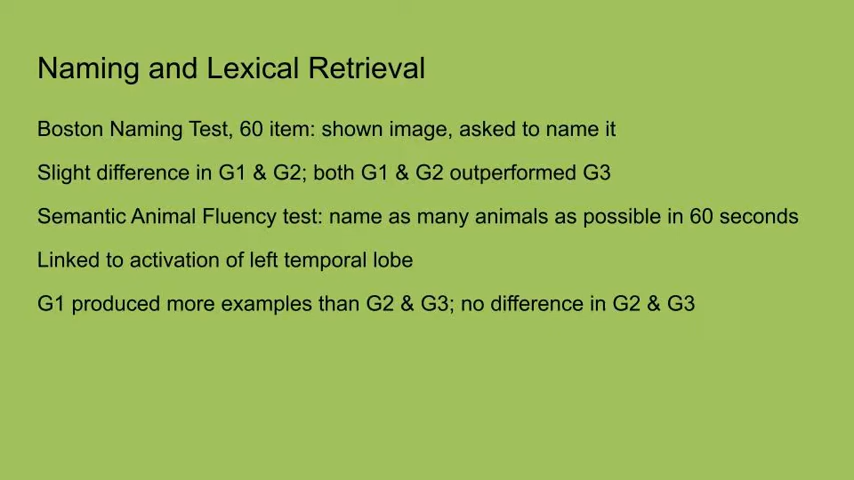 Naming and Lexical Retrieval
Boston Naming Test, 60 item: shown image, asked to name it
Slight difference in G1 & G2; both G1 & G2 outperformed G3
Semantic Animal Fluency test: name as many animals as possible in 60 seconds
Linked to activation of left temporal lobe
G1 produced more examples than G2 & G3; no difference in G2 & G3